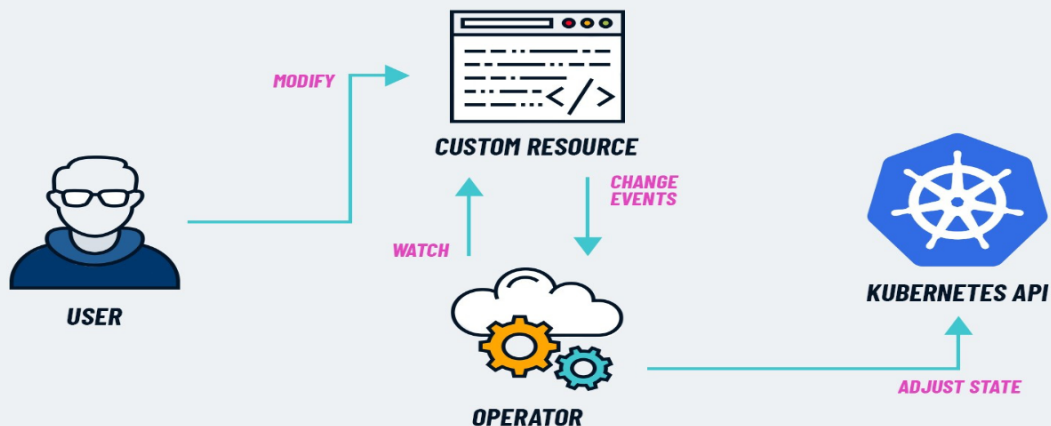 MODIFY
</>
CUSTOM RESOURCE
CHANGE
EVENTS
WATCH
USER
KUBERNETES API
ADJUST STATE
OPERATOR